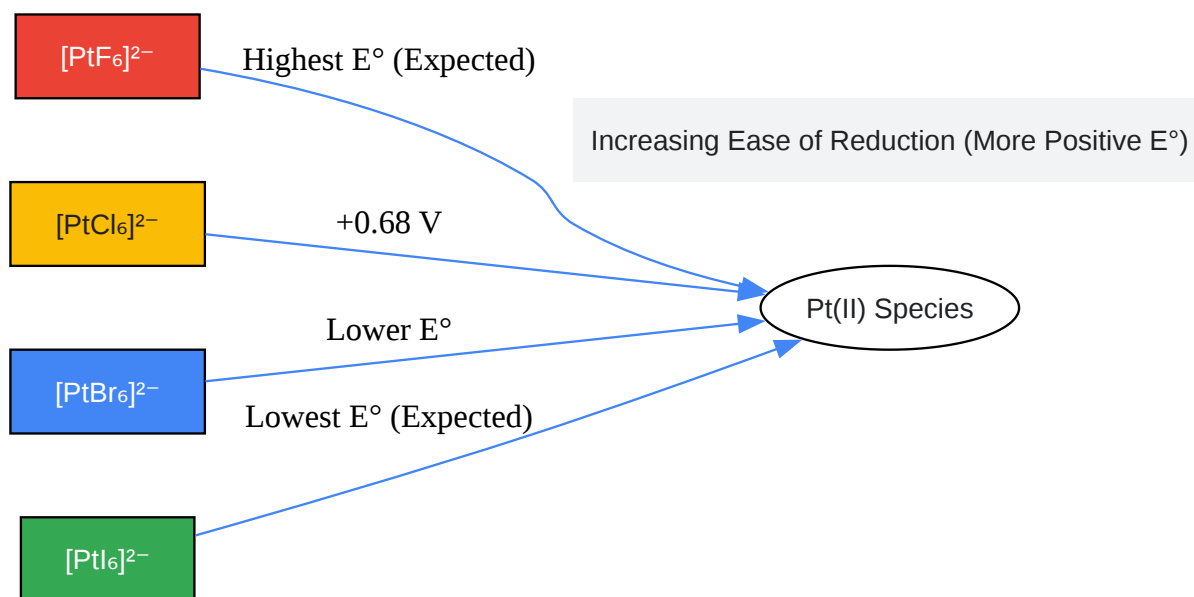 [PtF₆]²⁻
Highest E° (Expected)
Increasing Ease of Reduction (More Positive E°)
[PtCl₆]²⁻
+0.68 V
Pt(II) Species
Lower E°
[PtBr₆]²⁻
Lowest E° (Expected)
[PtI₆]²⁻